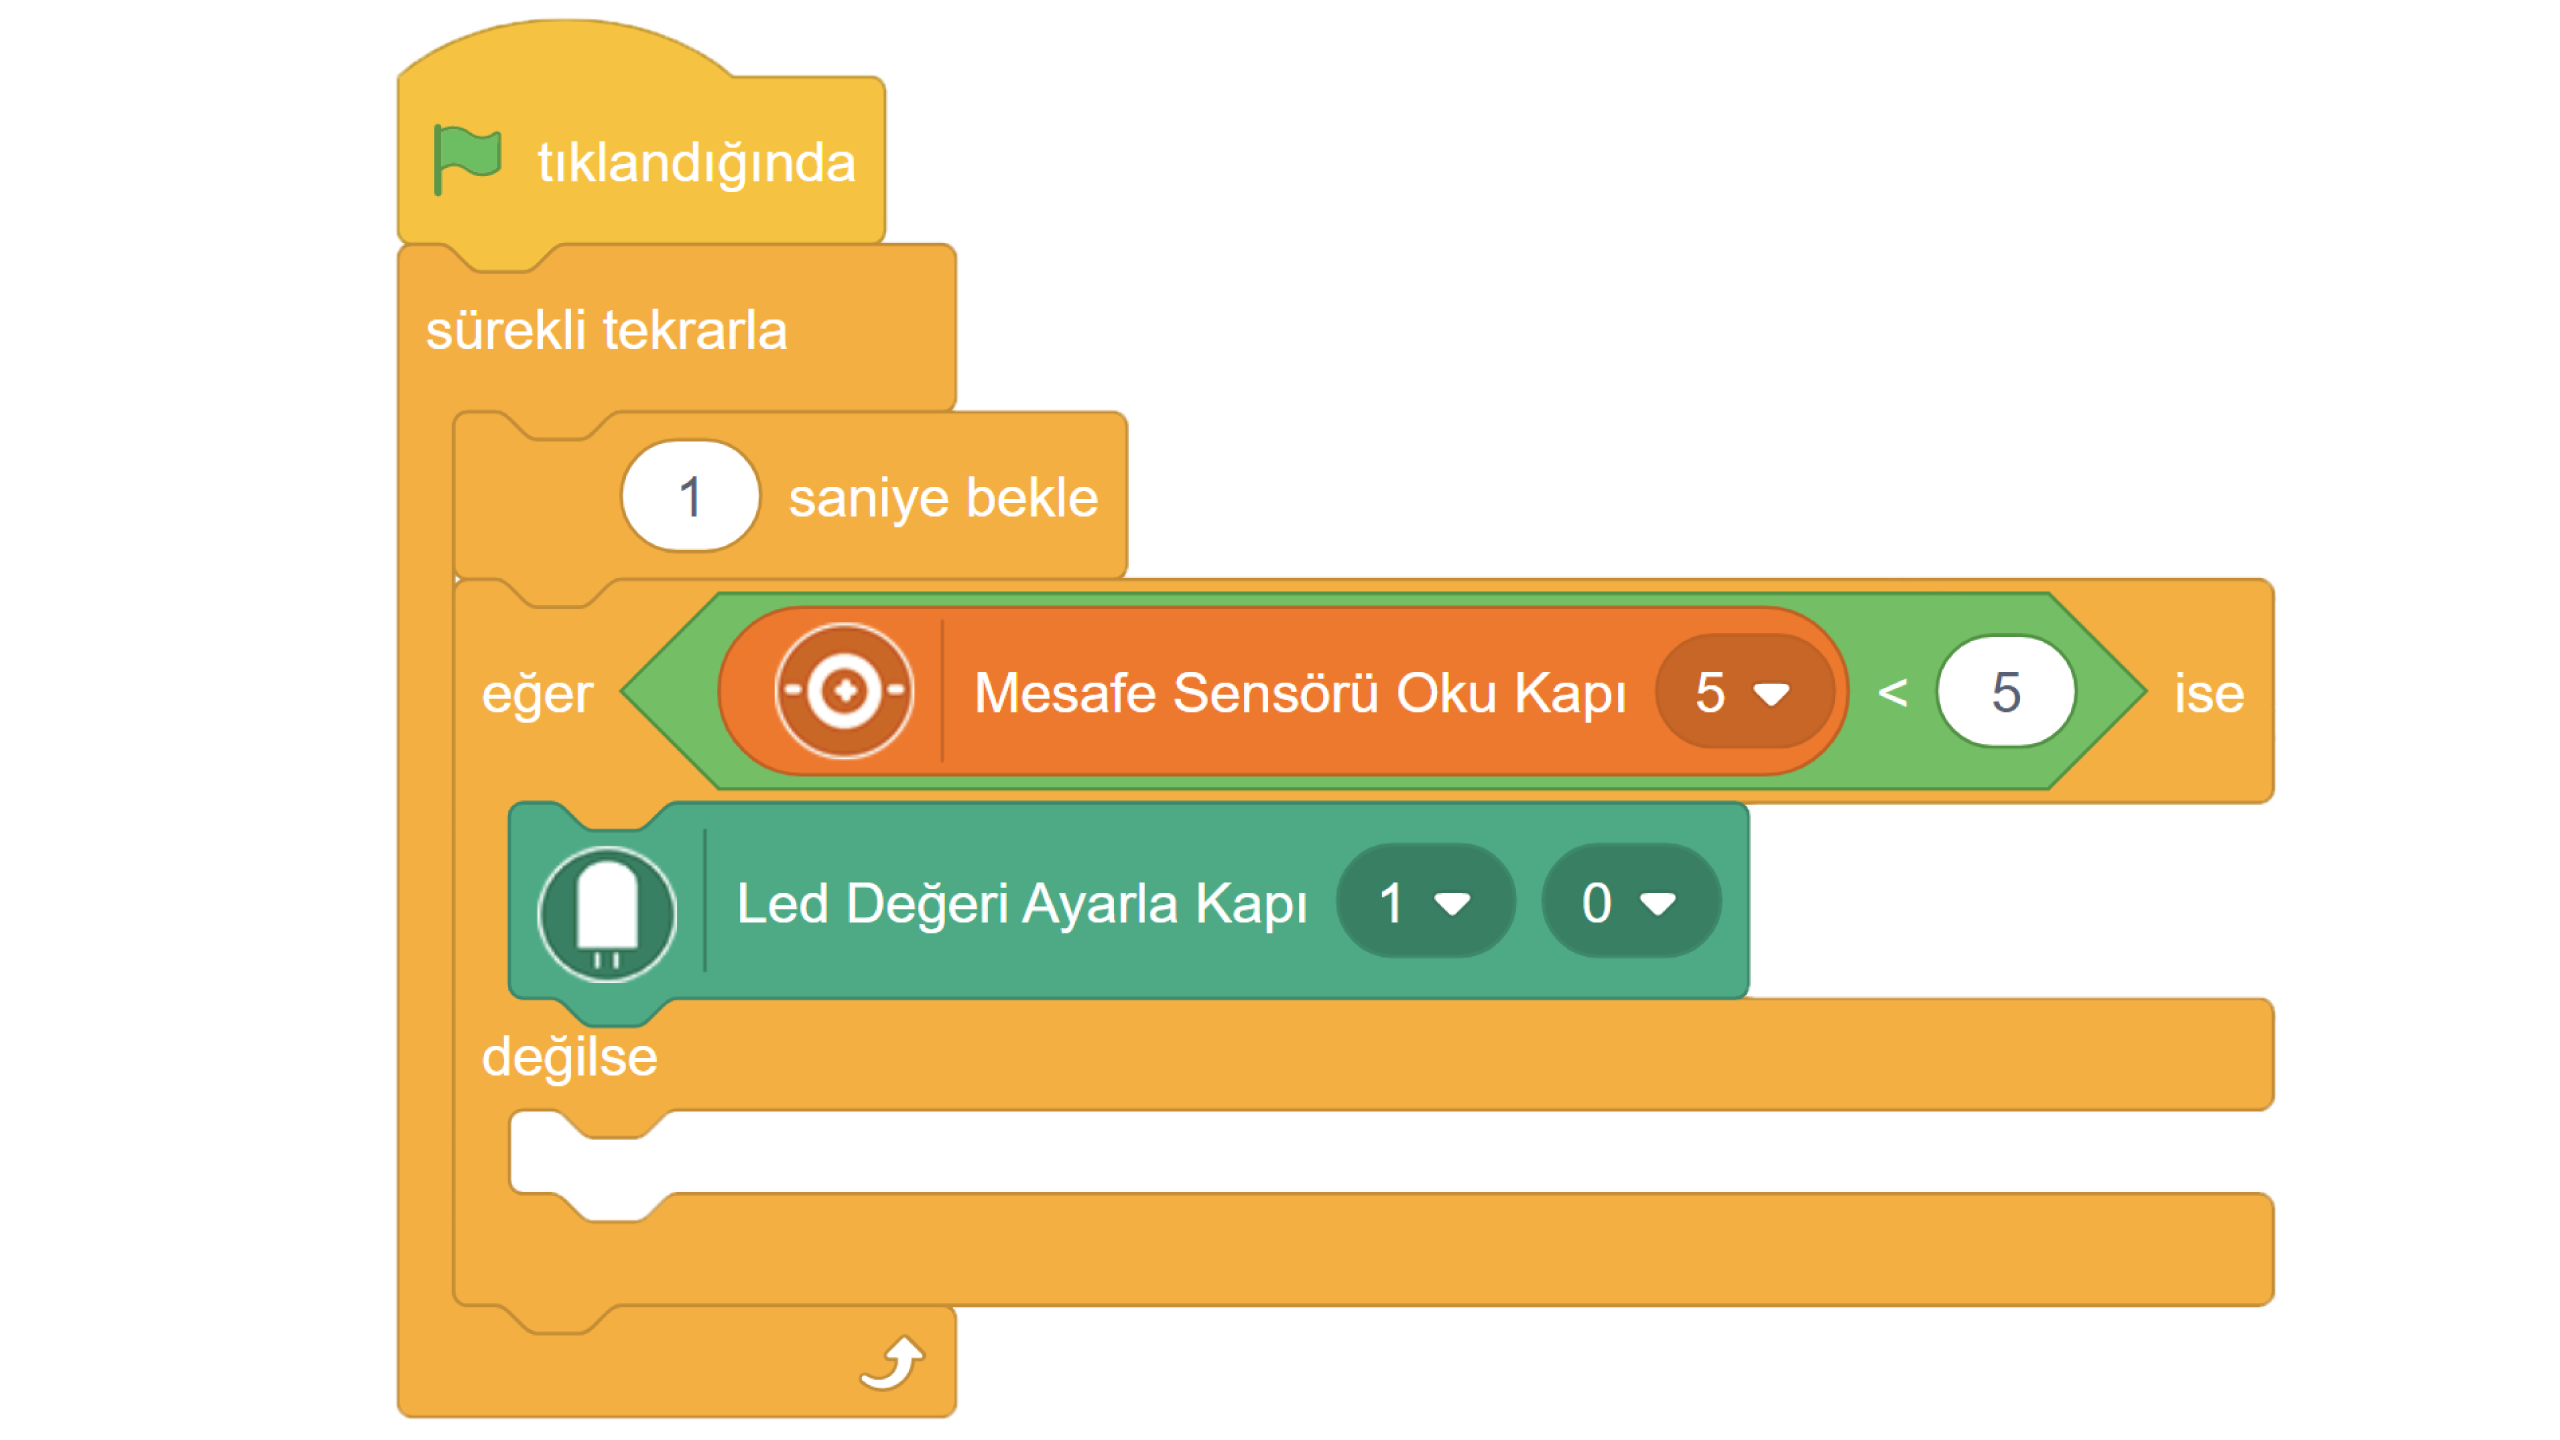 tıklandığında
sürekli tekrarla
1 saniye bekle
eğer Mesafe Sensörü Oku Kapı 5 < 5 ise
Led Değeri Ayarla Kapı 1 0
değilse